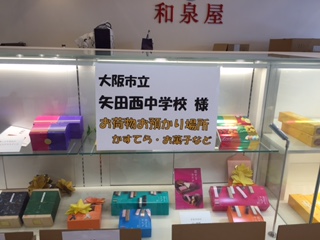 和泉屋
大阪市立
矢田西中学校 様
お荷物お預かり場所
かすてら・お菓子など